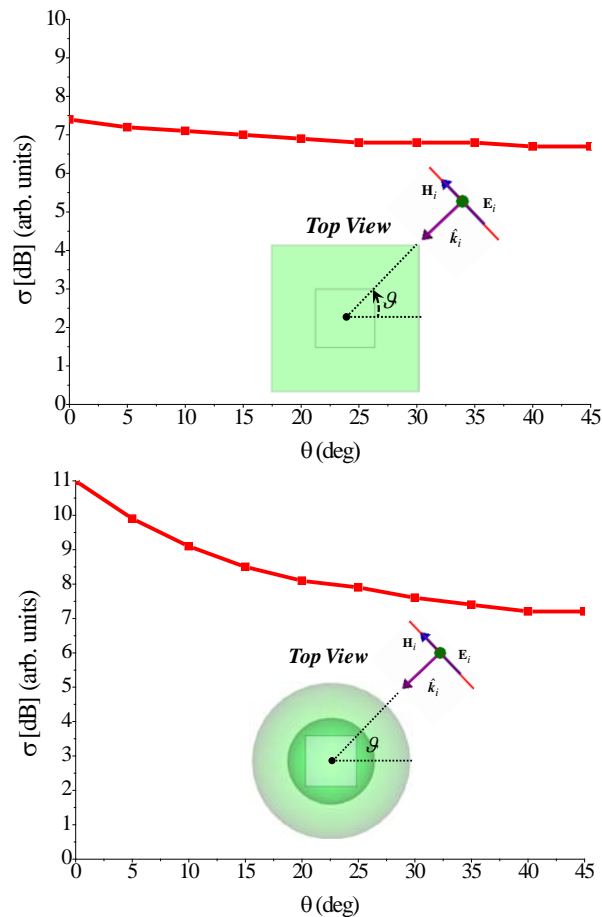 10
9
8
7
6
5
4
3
2
1
0
σ [dB] (arb. units)
H_i
E_i
k̂_i
Top View
ϑ
0 5 10 15 20 25 30 35 40 45
θ (deg)
11
10
9
8
7
6
5
4
3
2
1
0
σ [dB] (arb. units)
H_i
E_i
k̂_i
Top View
ϑ
0 5 10 15 20 25 30 35 40 45
θ (deg)